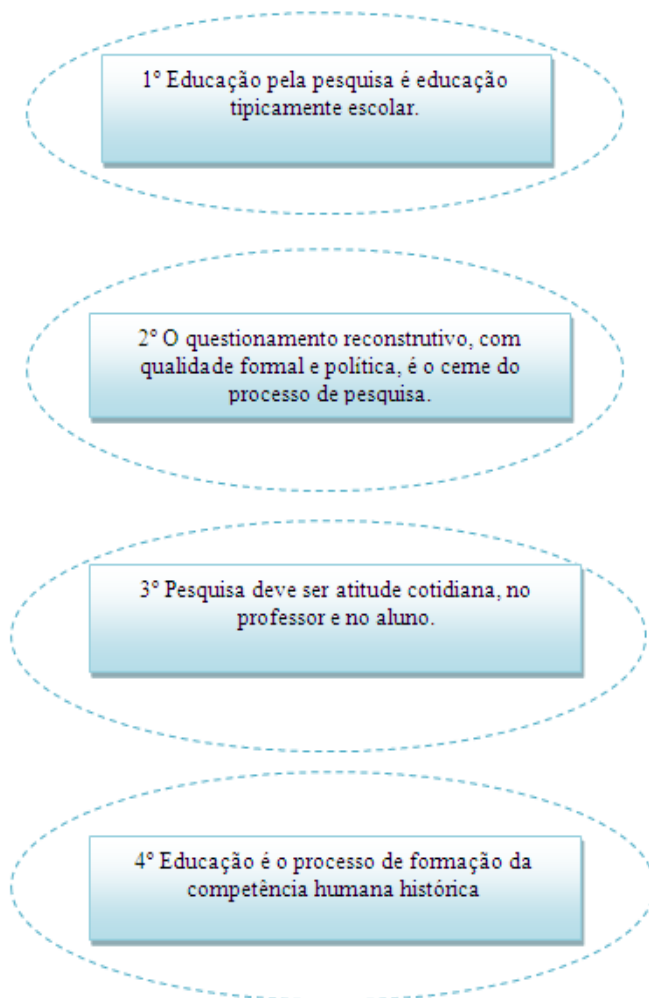 1º Educação pela pesquisa é educação
tipicamente escolar.
2º O questionamento reconstrutivo, com
qualidade formal e política, é o cerne do
processo de pesquisa.
3º Pesquisa deve ser atitude cotidiana, no
professor e no aluno.
4º Educação é o processo de formação da
competência humana histórica